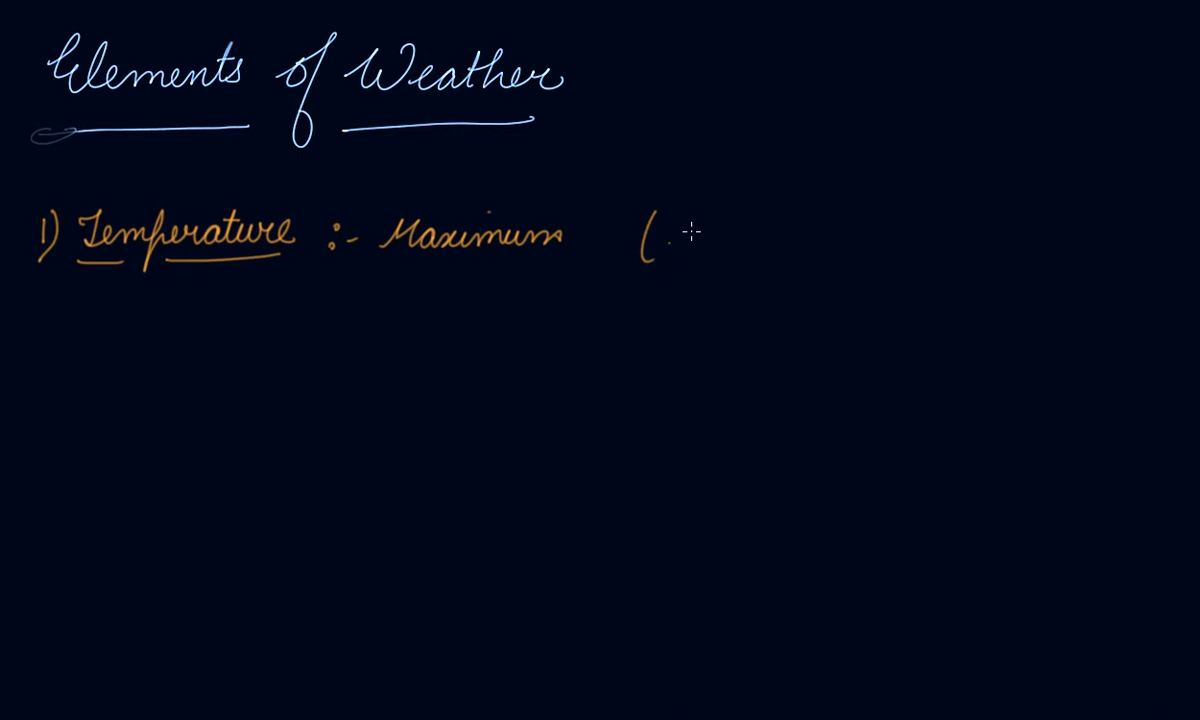 Elements of Weather
1) Temperature :- Maximum (.